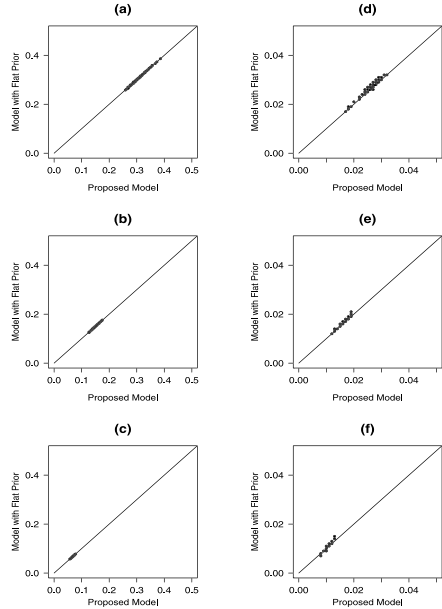 (a)
Model with Flat Prior
0.4
0.2
0.0
0.0 0.1 0.2 0.3 0.4 0.5
Proposed Model
(d)
Model with Flat Prior
0.04
0.02
0.00
0.00 0.02 0.04
Proposed Model
(b)
Model with Flat Prior
0.4
0.2
0.0
0.0 0.1 0.2 0.3 0.4 0.5
Proposed Model
(e)
Model with Flat Prior
0.04
0.02
0.00
0.00 0.02 0.04
Proposed Model
(c)
Model with Flat Prior
0.4
0.2
0.0
0.0 0.1 0.2 0.3 0.4 0.5
Proposed Model
(f)
Model with Flat Prior
0.04
0.02
0.00
0.00 0.02 0.04
Proposed Model